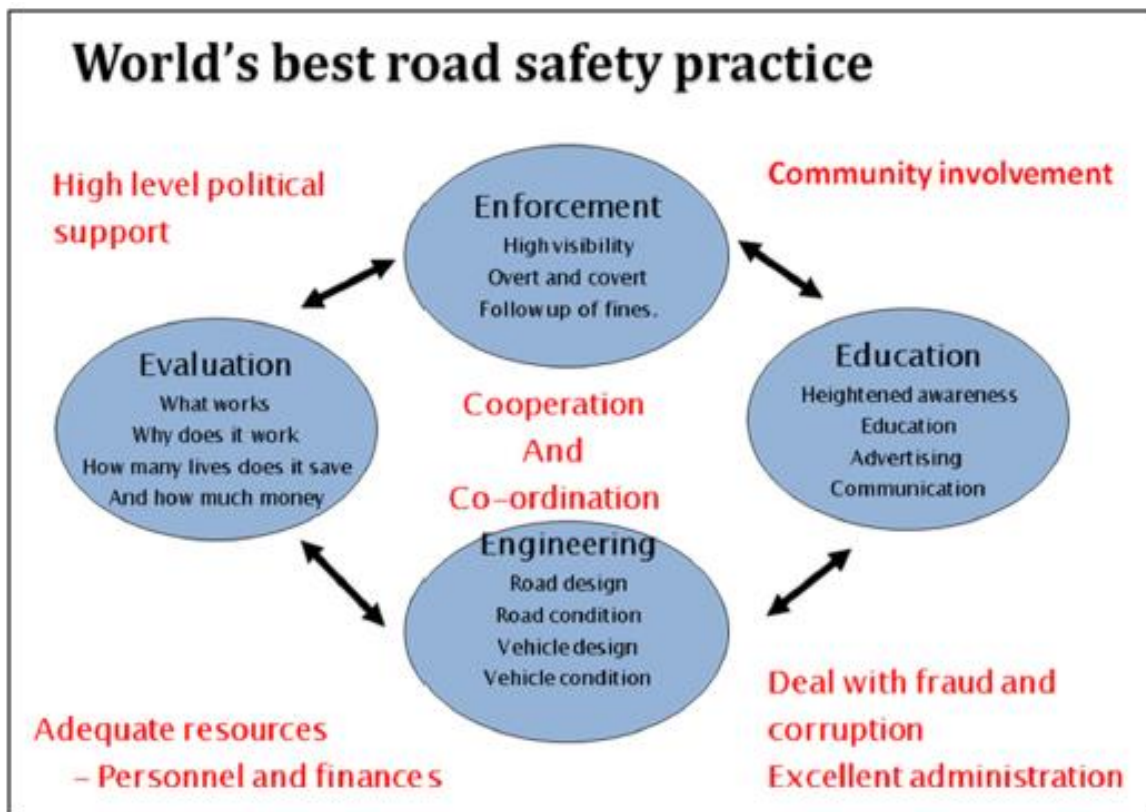 World's best road safety practice
High level political
support
Community involvement
Enforcement
High visibility
Overt and covert
Follow up of fines.
Evaluation
What works
Why does it work
How many lives does it save
And how much money
Education
Heightened awareness
Education
Advertising
Communication
Cooperation
And
Co-ordination
Engineering
Road design
Road condition
Vehicle design
Vehicle condition
Adequate resources
– Personnel and finances
Deal with fraud and
corruption
Excellent administration